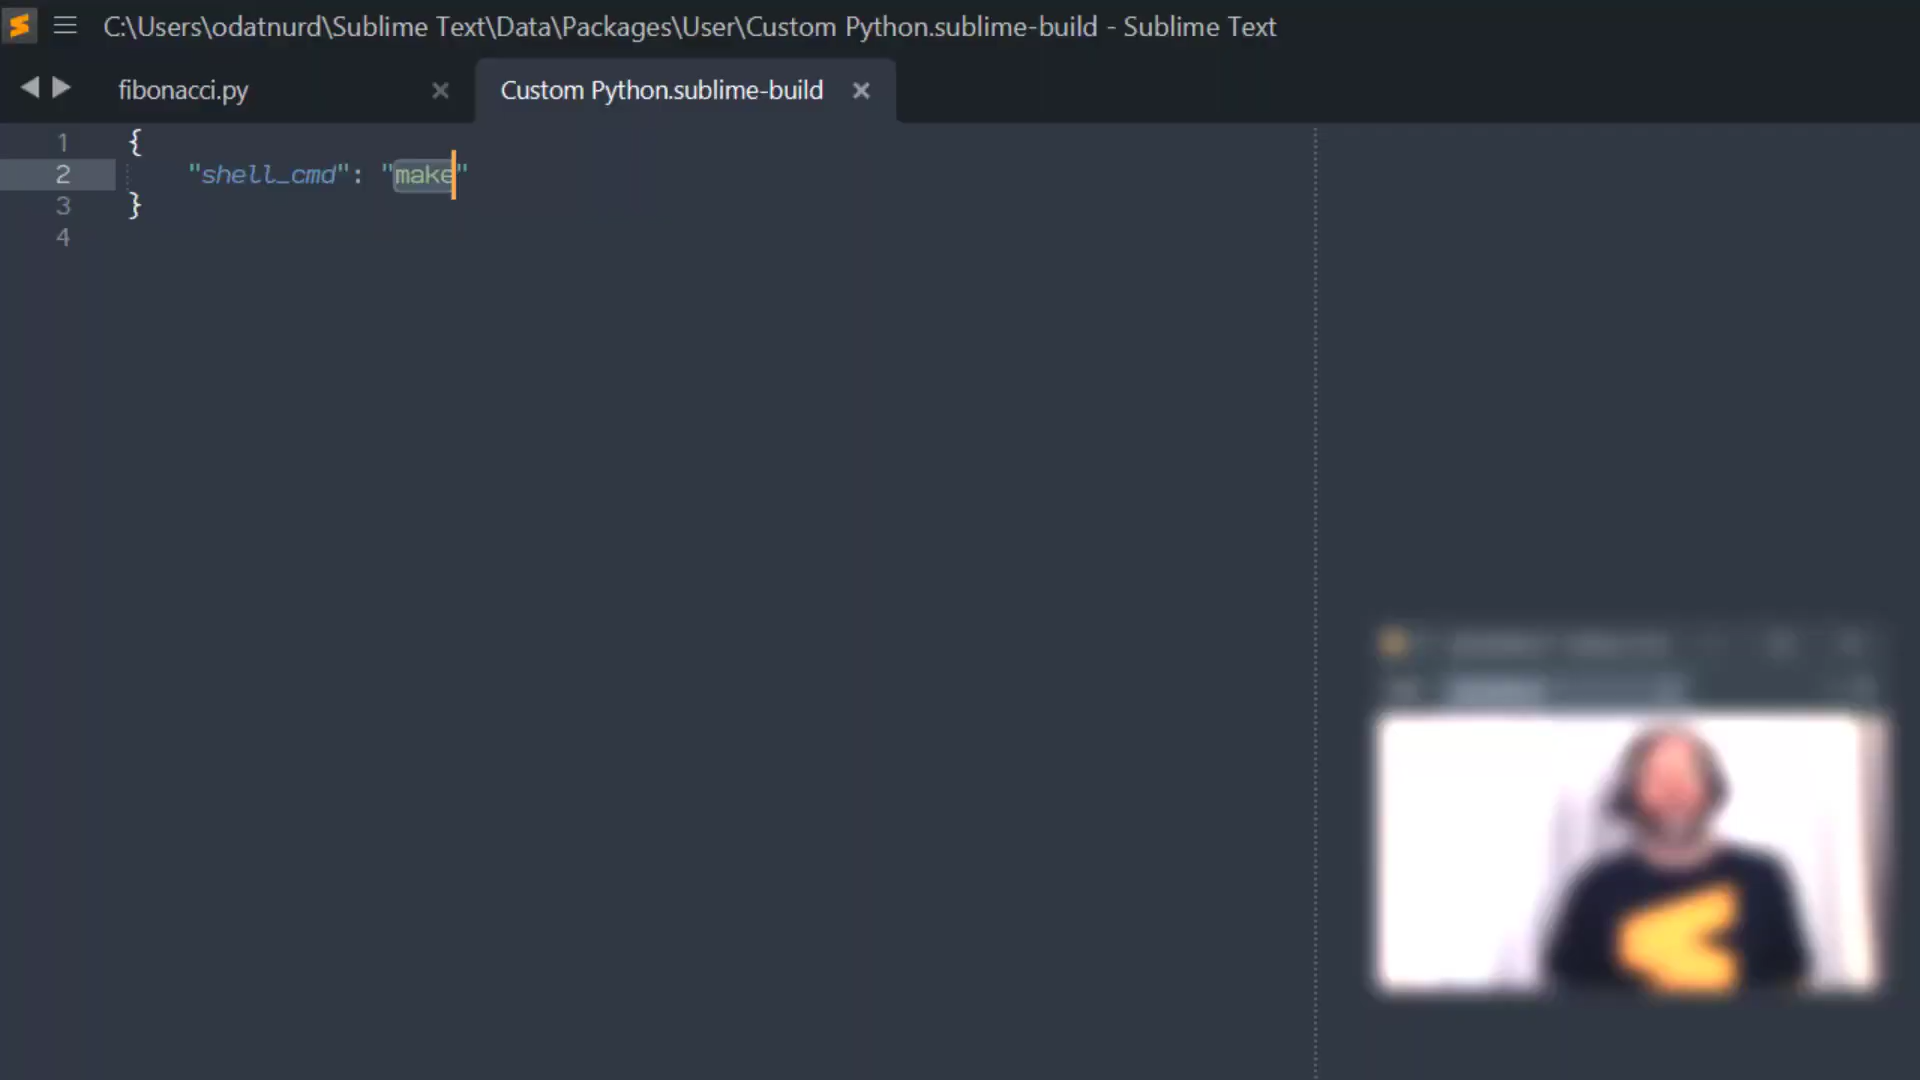 C:\Users\odatnurd\Sublime Text\Data\Packages\User\Custom Python.sublime-build - Sublime Text
fibonacci.py
Custom Python.sublime-build
1 {
2 "shell_cmd": "make"
3 }
4